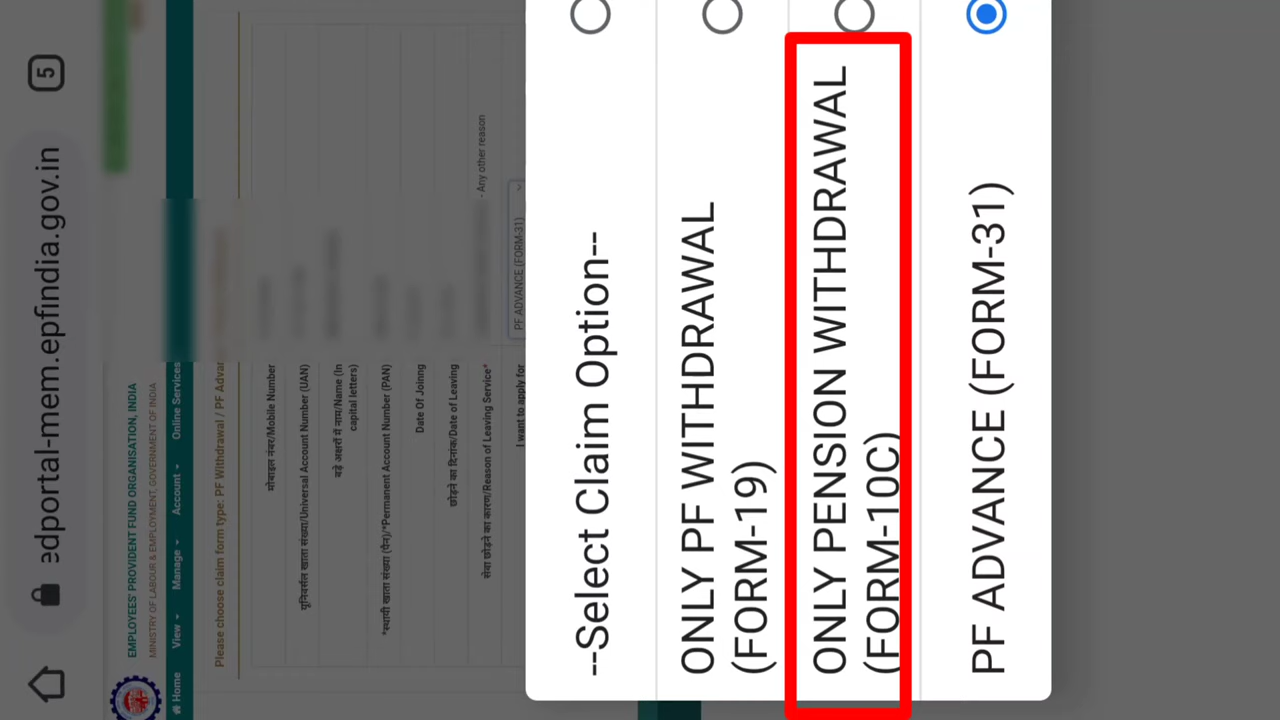 5
ɜdportal-mem.epfindia.gov.in
EMPLOYEES' PROVIDENT FUND ORGANISATION, INDIA
MINISTRY OF LABOUR & EMPLOYMENT, GOVERNMENT OF INDIA
Home View Manage Account Online Services
Please choose claim form type: PF Withdrawal / PF Advan
मोबाइल नंबर/Mobile Number
यूनिवर्सल खाता संख्या/Universal Account Number (UAN)
बड़े अक्षरों में नाम/Name (In
capital letters)
*स्थायी खाता संख्या (पैन)/*Permanent Account Number (PAN)
Date Of Joinng
छोड़ने का दिनांक/Date of Leaving
सेवा छोड़ने का कारण/Reason of Leaving Service*
- Any other reason
I want to apply for
PF ADVANCE (FORM-31)
--Select Claim Option--
ONLY PF WITHDRAWAL
(FORM-19)
ONLY PENSION WITHDRAWAL
(FORM-10C)
PF ADVANCE (FORM-31)